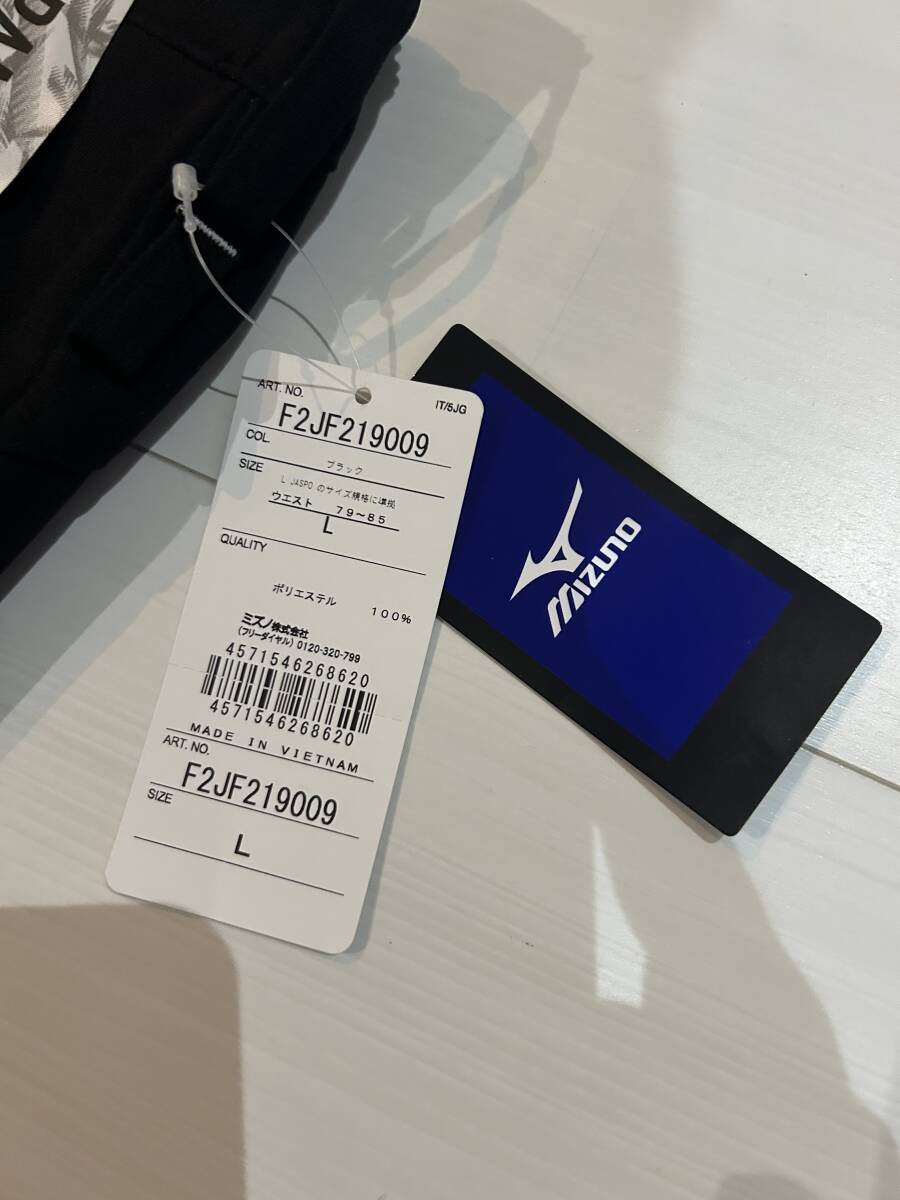 ART. NO.
IT/5JG
F2JF219009
COL.
ブラック
SIZE
L JASPO のサイズ規格に準拠
ウエスト 79~85
L
QUALITY
ポリエステル 100%
ミズノ株式会社
(フリーダイヤル) 0120-320-799
4571546268620
4571546268620
MADE IN VIETNAM
ART. NO.
F2JF219009
SIZE
L
MIZUNO